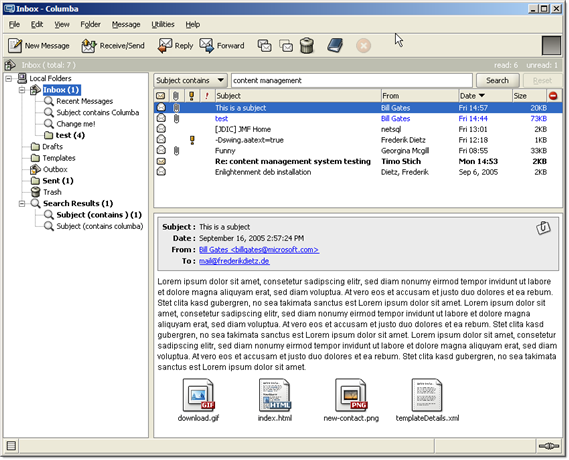 Inbox - Columba
File Edit View Folder Message Utilities Help
New Message Receive/Send Reply Forward
Inbox ( total: 7 ) read: 6 unread: 1
Local Folders
Inbox (1)
Recent Messages
Subject contains Columba
Change me!
test (4)
Drafts
Templates
Outbox
Sent (1)
Trash
Search Results (1)
Subject (contains ) (1)
Subject (contains columba)
Subject contains content management Search Reset
! Subject From Date Size
This is a subject Bill Gates Fri 14:57 20KB
test Bill Gates Fri 14:44 73KB
[JDIC] JMF Home netsql Fri 13:01 2KB
-Dswing.aatext=true Frederik Dietz Fri 12:18 1KB
Funny Georgina Mcgill Fri 08:55 33KB
Re: content management system testing Timo Stich Mon 14:53 2KB
Enlightenment deb installation Dietz, Frederik Sep 6, 2005 2KB
Subject : This is a subject
Date : September 16, 2005 2:57:24 PM
From : Bill Gates <billgates@microsoft.com>
To : mail@frederikdietz.de
Lorem ipsum dolor sit amet, consetetur sadipscing elitr, sed diam nonumy eirmod tempor invidunt ut labore
et dolore magna aliquyam erat, sed diam voluptua. At vero eos et accusam et justo duo dolores et ea rebum.
Stet clita kasd gubergren, no sea takimata sanctus est Lorem ipsum dolor sit amet. Lorem ipsum dolor sit
amet, consetetur sadipscing elitr, sed diam nonumy eirmod tempor invidunt ut labore et dolore magna
aliquyam erat, sed diam voluptua. At vero eos et accusam et justo duo dolores et ea rebum. Stet clita kasd
gubergren, no sea takimata sanctus est Lorem ipsum dolor sit amet. Lorem ipsum dolor sit amet, consetetur
sadipscing elitr, sed diam nonumy eirmod tempor invidunt ut labore et dolore magna aliquyam erat, sed diam
voluptua. At vero eos et accusam et justo duo dolores et ea rebum. Stet clita kasd gubergren, no sea takimata
sanctus est Lorem ipsum dolor sit amet.
GIF HTML PNG
download.gif index.html new-contact.png templateDetails.xml